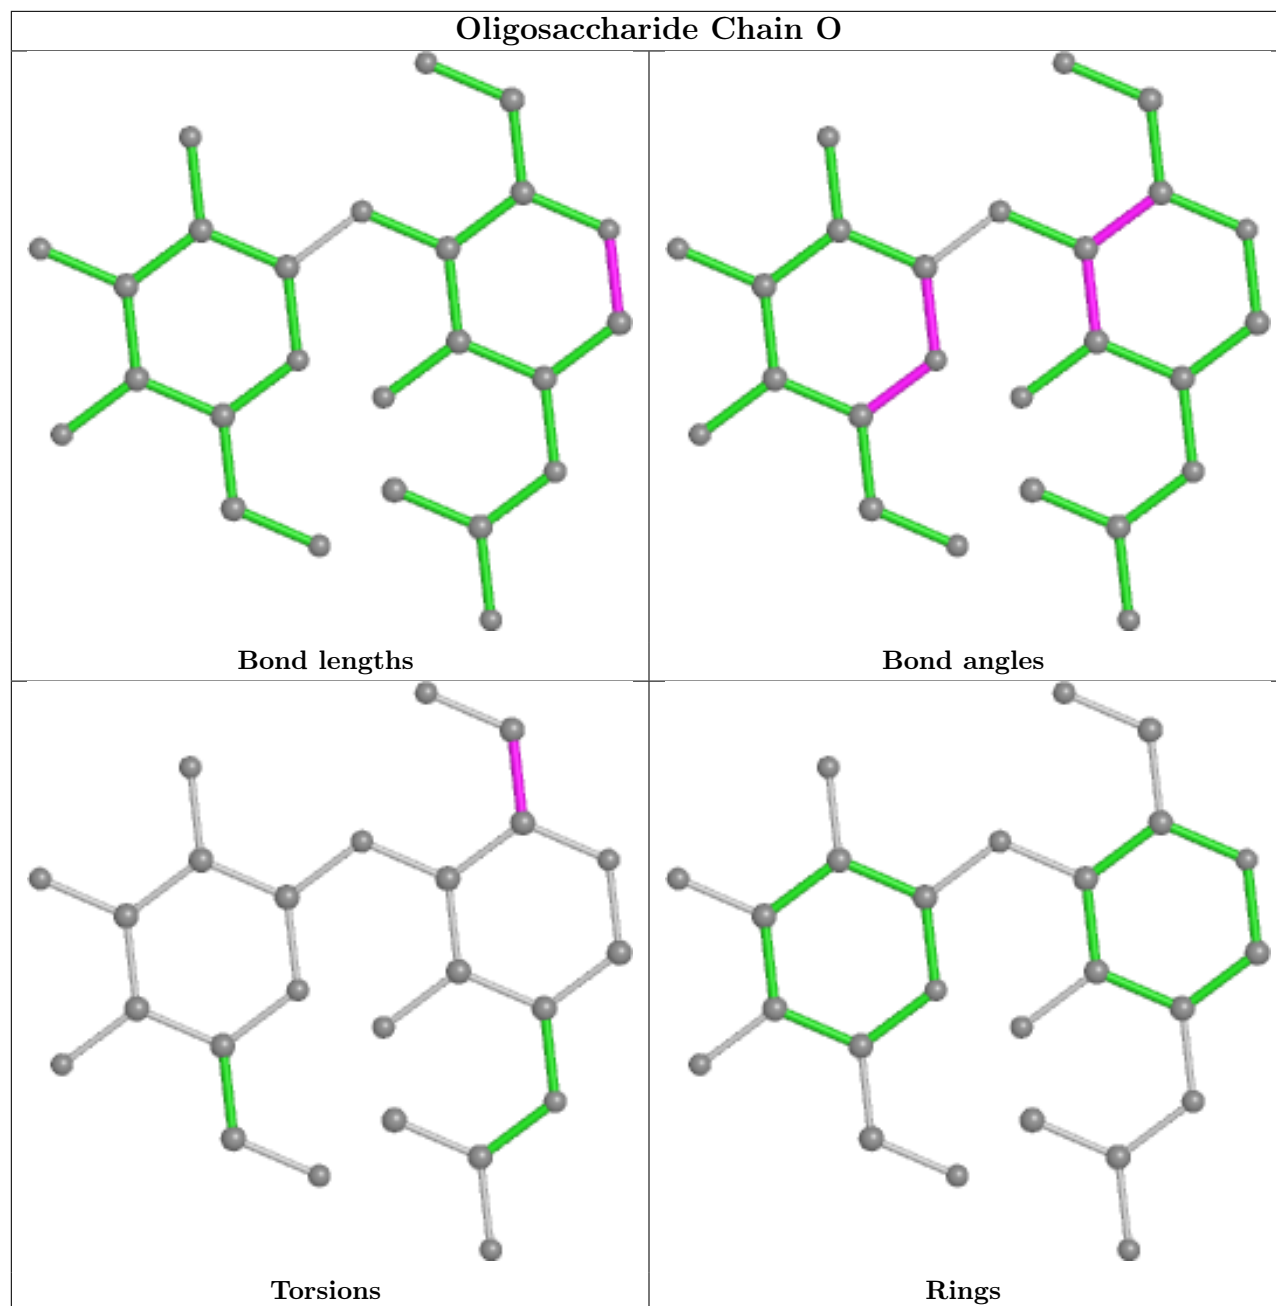 Oligosaccharide Chain O
Bond lengths
Bond angles
Torsions
Rings